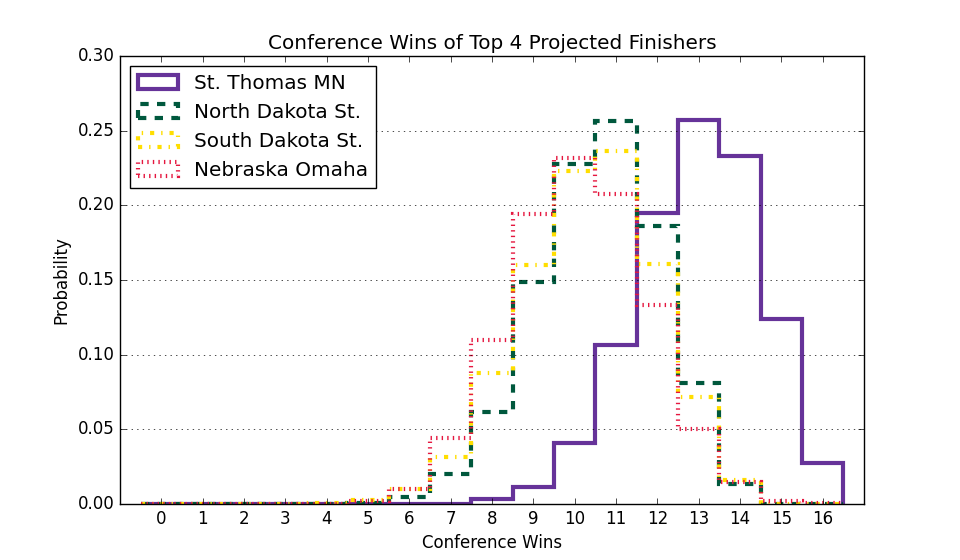 Conference Wins of Top 4 Projected Finishers
0.30
0.25
0.20
0.15
0.10
0.05
0.00
Probability
St. Thomas MN
North Dakota St.
South Dakota St.
Nebraska Omaha
0 1 2 3 4 5 6 7 8 9 10 11 12 13 14 15 16
Conference Wins